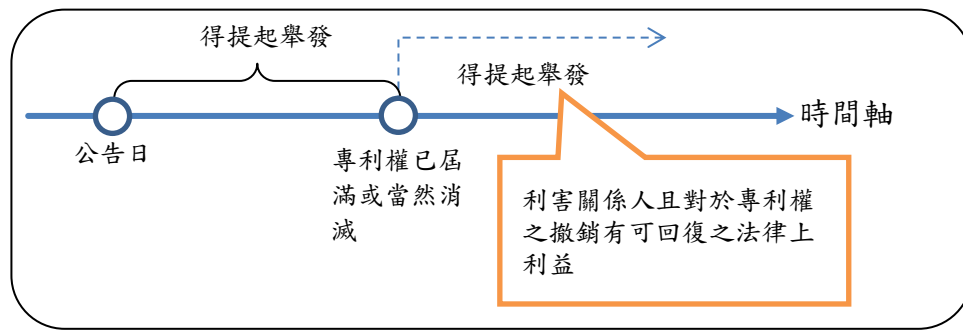 得提起舉發
得提起舉發
時間軸
公告日
專利權已屆
滿或當然消
滅
利害關係人且對於專利權
之撤銷有可回復之法律上
利益